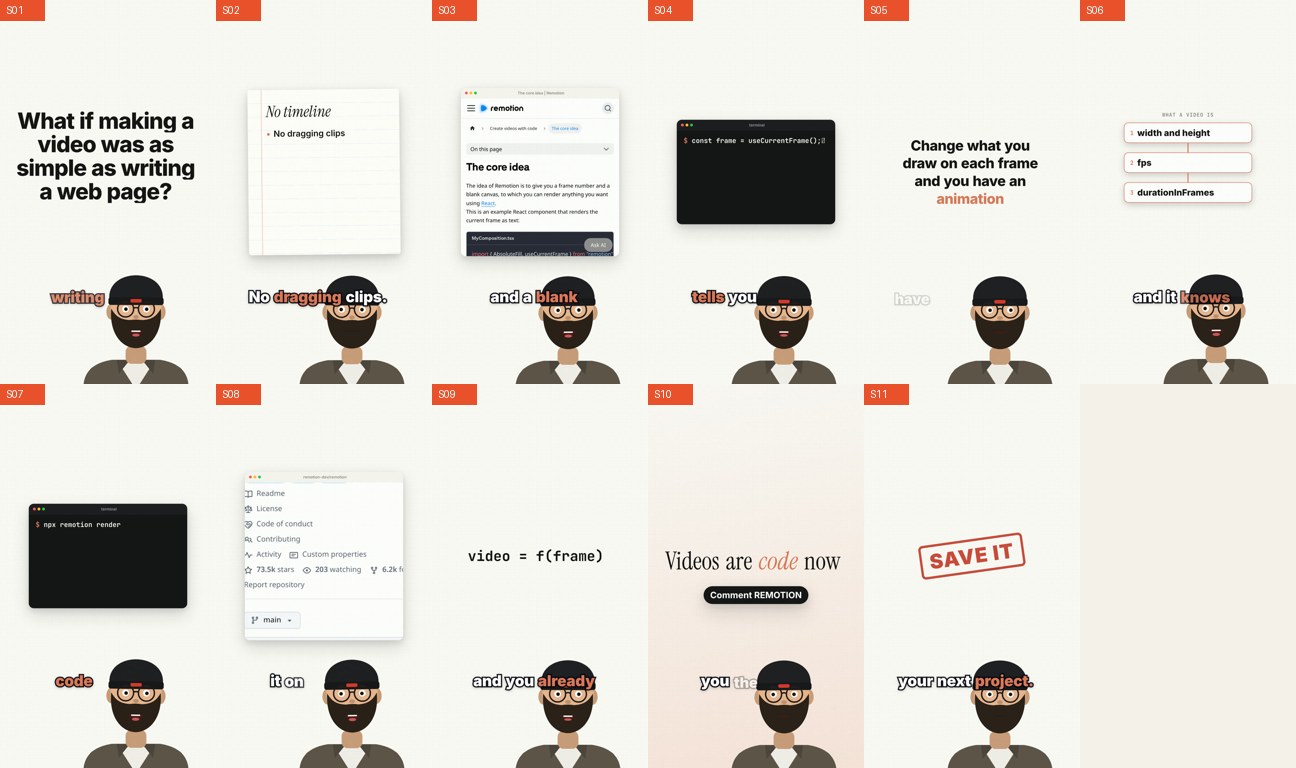 S01
What if making a
video was as
simple as writing
a web page?
writing
S02
No timeline
No dragging clips
No dragging clips.
S03
The core idea | Remotion
remotion
Create videos with code
The core idea
On this page
The core idea
The idea of Remotion is to give you a frame number and a
blank canvas, to which you can render anything you want
using React.
This is an example React component that renders the
current frame as text:
MyComposition.tsx
import { AbsoluteFill, useCurrentFrame } from "remotion"
Ask AI
and a blank
S04
terminal
$ const frame = useCurrentFrame();
tells you
S05
Change what you
draw on each frame
and you have an
animation
have
S06
WHAT A VIDEO IS
1 width and height
2 fps
3 durationInFrames
and it knows
S07
terminal
$ npx remotion render
code
S08
Readme
License
Code of conduct
Contributing
Activity
Custom properties
73.5k stars
203 watching
6.2k
Report repository
main
it on
S09
video = f(frame)
and you already
S10
Videos are code now
Comment REMOTION
you the
S11
SAVE IT
your next project.